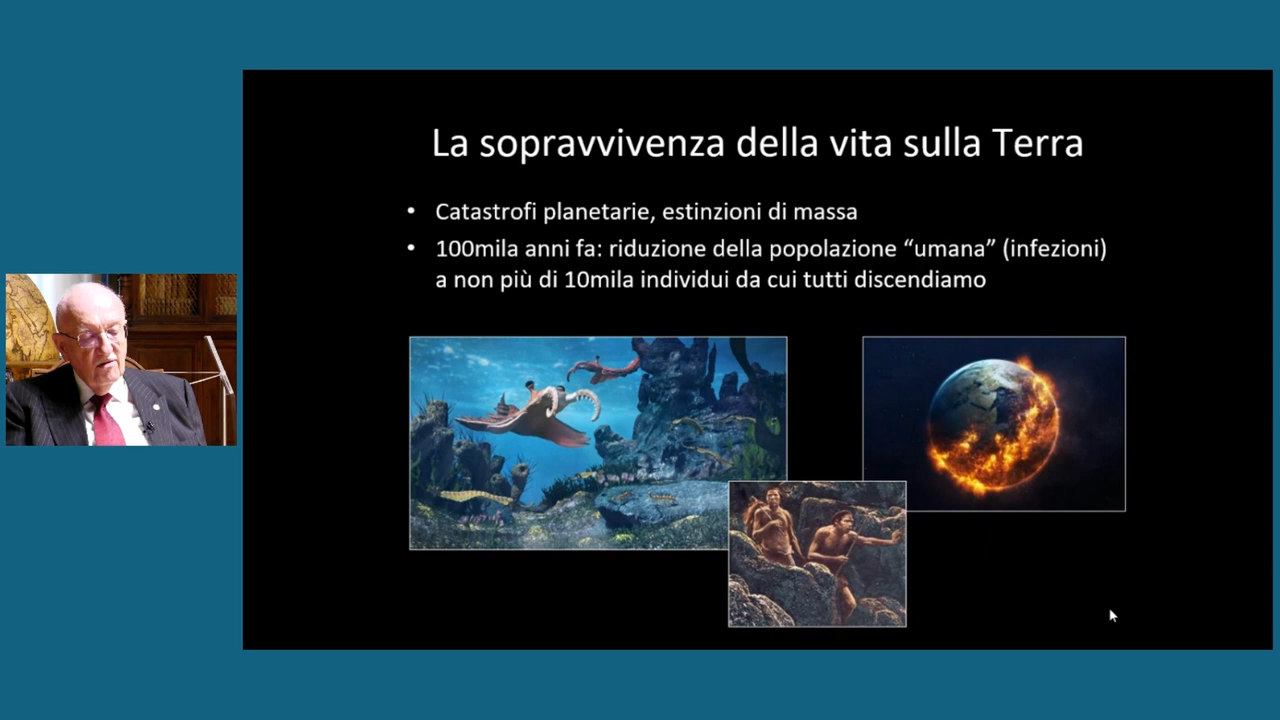 La sopravvivenza della vita sulla Terra
• Catastrofi planetarie, estinzioni di massa
• 100mila anni fa: riduzione della popolazione “umana” (infezioni)
a non più di 10mila individui da cui tutti discendiamo